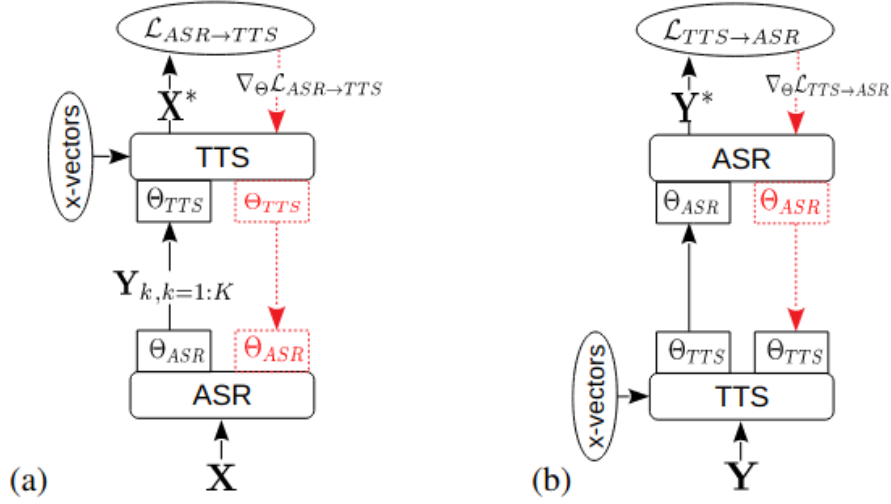 ℒ_{ASR→TTS}
∇_Θ ℒ_{ASR→TTS}
X*
x-vectors
TTS
Θ_{TTS} Θ_{TTS}
Y_{k,k=1:K}
Θ_{ASR} Θ_{ASR}
ASR
(a) X
ℒ_{TTS→ASR}
∇_Θ ℒ_{TTS→ASR}
Y*
ASR
Θ_{ASR} Θ_{ASR}
Θ_{TTS} Θ_{TTS}
x-vectors
TTS
(b) Y